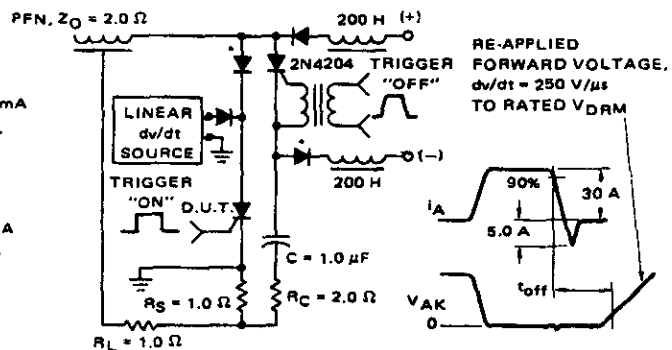 PFN, Z₀ = 2.0 Ω
200 H
(+)
2N4204
TRIGGER
"OFF"
mA
LINEAR
dv/dt
SOURCE
(−)
200 H
TRIGGER
"ON"
D.U.T.
A
C = 1.0 µF
R_S = 1.0 Ω
R_C = 2.0 Ω
R_L = 1.0 Ω
RE-APPLIED
FORWARD VOLTAGE,
dv/dt = 250 V/µs
TO RATED V_DRM
90%
30 A
i_A
5.0 A
t_off
V_AK
0